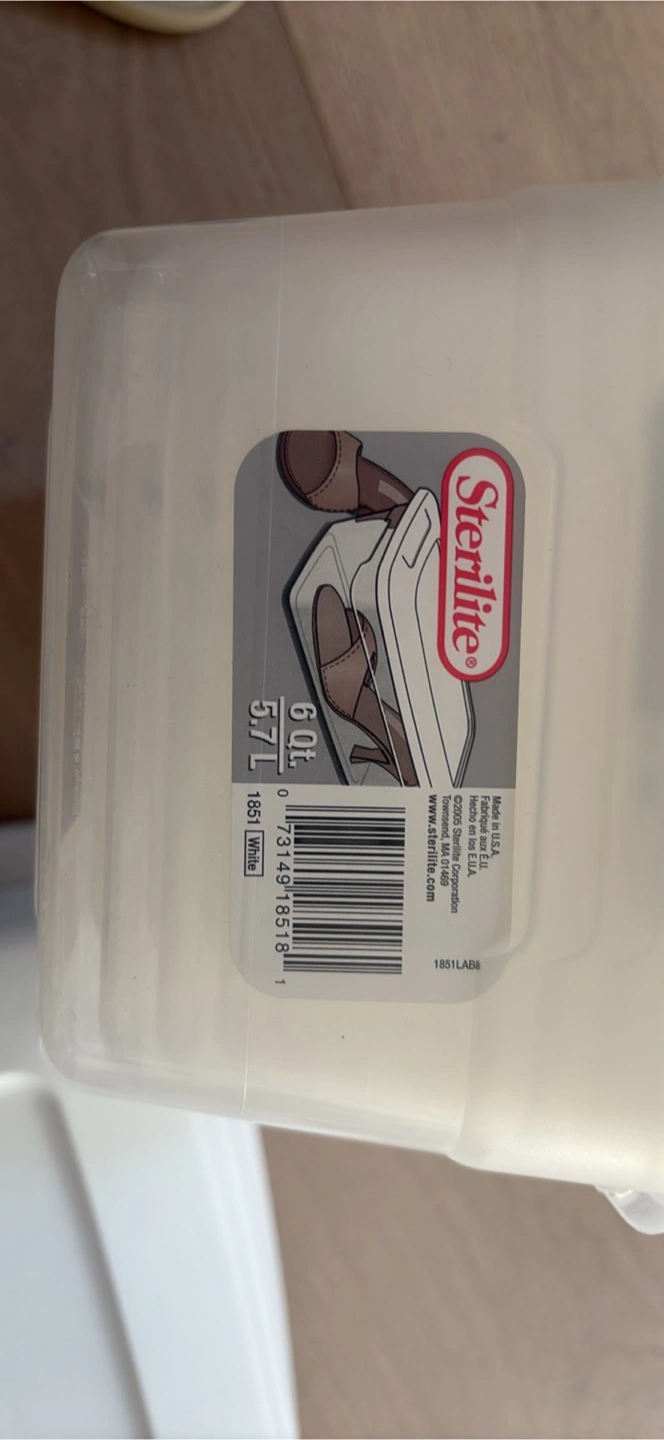 Sterilite®
6 Qt.
5.7 L
Made in U.S.A.
Fabriqué aux É.U.
Hecho en los E.U.A.
©2005 Sterilite Corporation
Townsend, MA 01469
www.sterilite.com
1851LAB8
0 73149 18518 1
1851 White